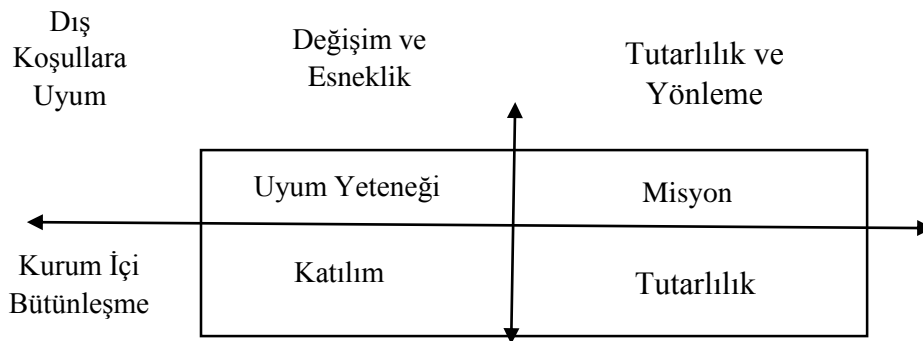 Dış
Koşullara
Uyum
Değişim ve
Esneklik
Tutarlılık ve
Yönleme
Uyum Yeteneği
Misyon
Kurum İçi
Bütünleşme
Katılım
Tutarlılık